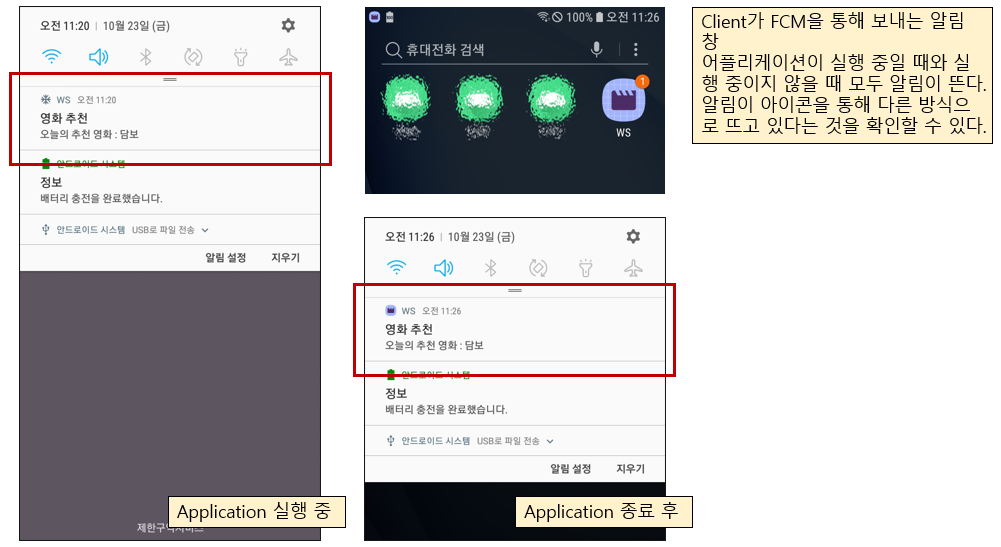 오전 11:20 | 10월 23일 (금)
WS 오전 11:20
영화 추천
오늘의 추천 영화 : 담보
안드로이드 시스템
정보
배터리 충전을 완료했습니다.
안드로이드 시스템 USB로 파일 전송
알림 설정 지우기
제한구역서비스
Application 실행 중
100% 오전 11:26
휴대전화 검색
1
WS
오전 11:26 | 10월 23일 (금)
WS 오전 11:26
영화 추천
오늘의 추천 영화 : 담보
안드로이드 시스템
정보
배터리 충전을 완료했습니다.
안드로이드 시스템 USB로 파일 전송
알림 설정 지우기
Application 종료 후
Client가 FCM을 통해 보내는 알림
창
어플리케이션이 실행 중일 때와 실
행 중이지 않을 때 모두 알림이 뜬다.
알림이 아이콘을 통해 다른 방식으
로 뜨고 있다는 것을 확인할 수 있다.